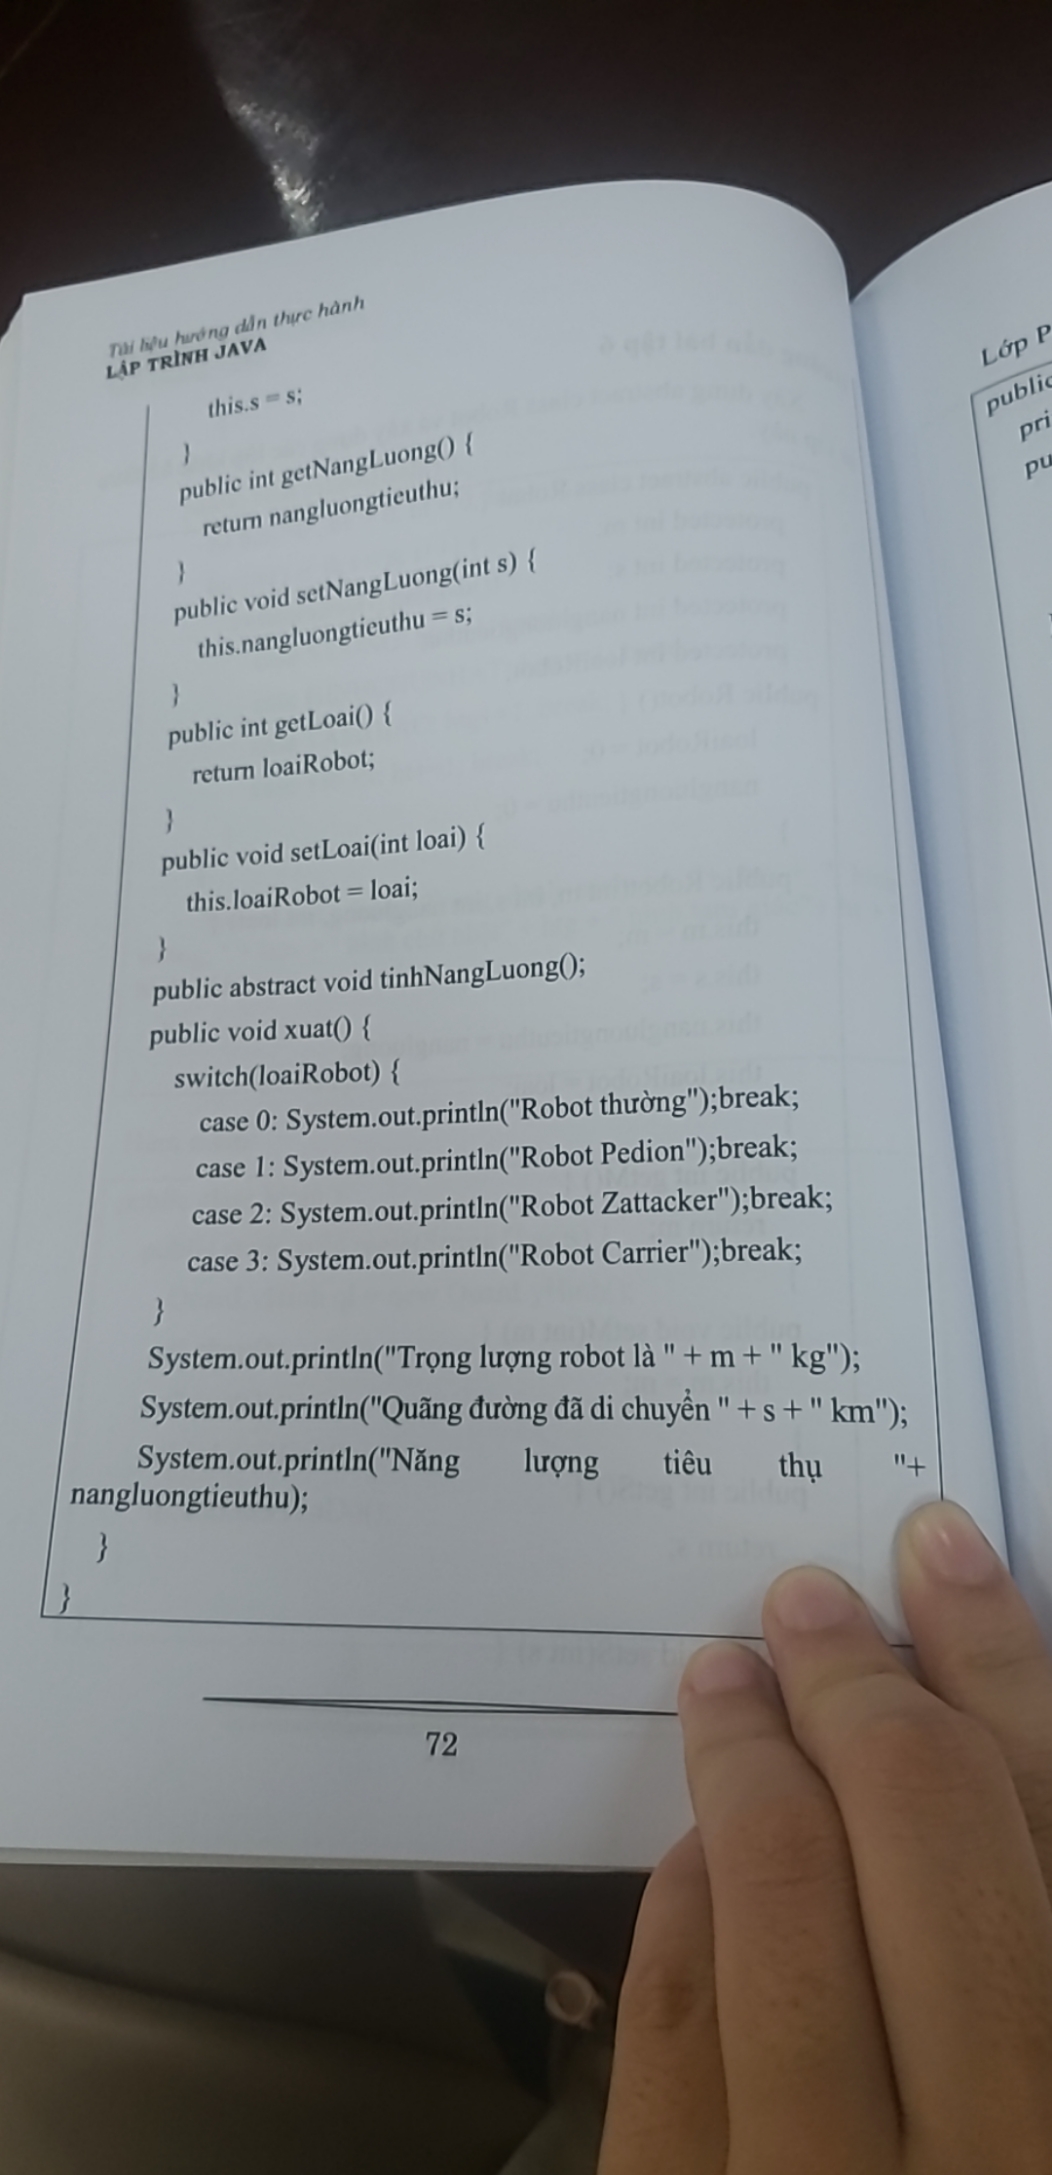 Tài liệu hướng dẫn thực hành
LẬP TRÌNH JAVA
this.s = s;
}
public int getNangLuong() {
return nangluongtieuthu;
}
public void setNangLuong(int s) {
this.nangluongtieuthu = s;
}
public int getLoai() {
return loaiRobot;
}
public void setLoai(int loai) {
this.loaiRobot = loai;
}
public abstract void tinhNangLuong();
public void xuat() {
switch(loaiRobot) {
case 0: System.out.println("Robot thường");break;
case 1: System.out.println("Robot Pedion");break;
case 2: System.out.println("Robot Zattacker");break;
case 3: System.out.println("Robot Carrier");break;
}
System.out.println("Trọng lượng robot là " + m + " kg");
System.out.println("Quãng đường đã di chuyển " + s + " km");
System.out.println("Năng lượng tiêu thụ "+
nangluongtieuthu);
}
}
72
Lớp P
public
pri
pu